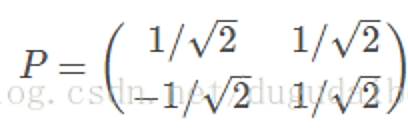 P = ( 1/√2 1/√2
-1/√2 1/√2 )